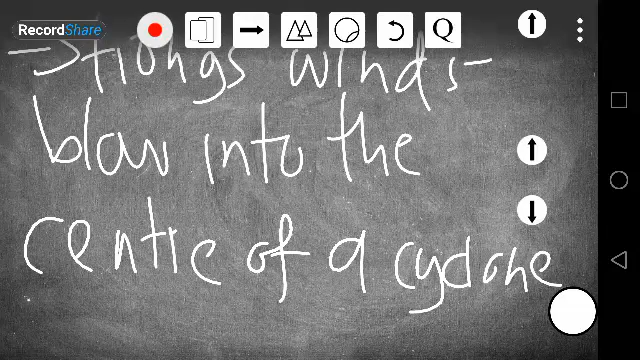 RecordShare
Q
→ Strongs winds
blow into the
centre of a cyclone